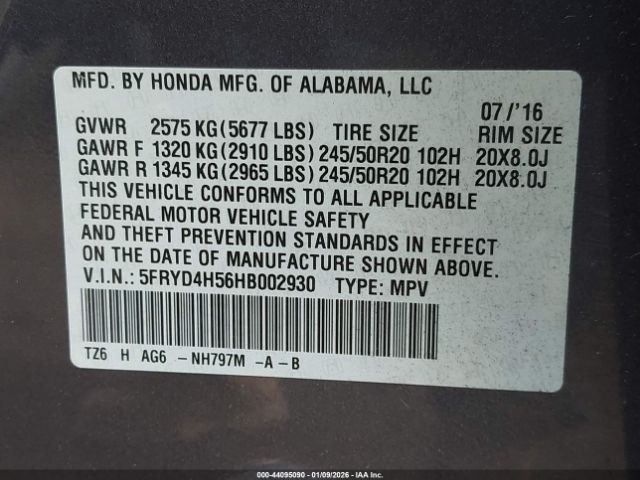 MFD. BY HONDA MFG. OF ALABAMA, LLC
07/'16
GVWR 2575 KG(5677 LBS) TIRE SIZE RIM SIZE
GAWR F 1320 KG(2910 LBS) 245/50R20 102H 20X8.0J
GAWR R 1345 KG(2965 LBS) 245/50R20 102H 20X8.0J
THIS VEHICLE CONFORMS TO ALL APPLICABLE
FEDERAL MOTOR VEHICLE SAFETY
AND THEFT PREVENTION STANDARDS IN EFFECT
ON THE DATE OF MANUFACTURE SHOWN ABOVE.
V.I.N.: 5FRYD4H56HB002930 TYPE: MPV
TZ6 H AG6 -NH797M -A -B
000-44095090 - 01/09/2026 - IAA Inc.